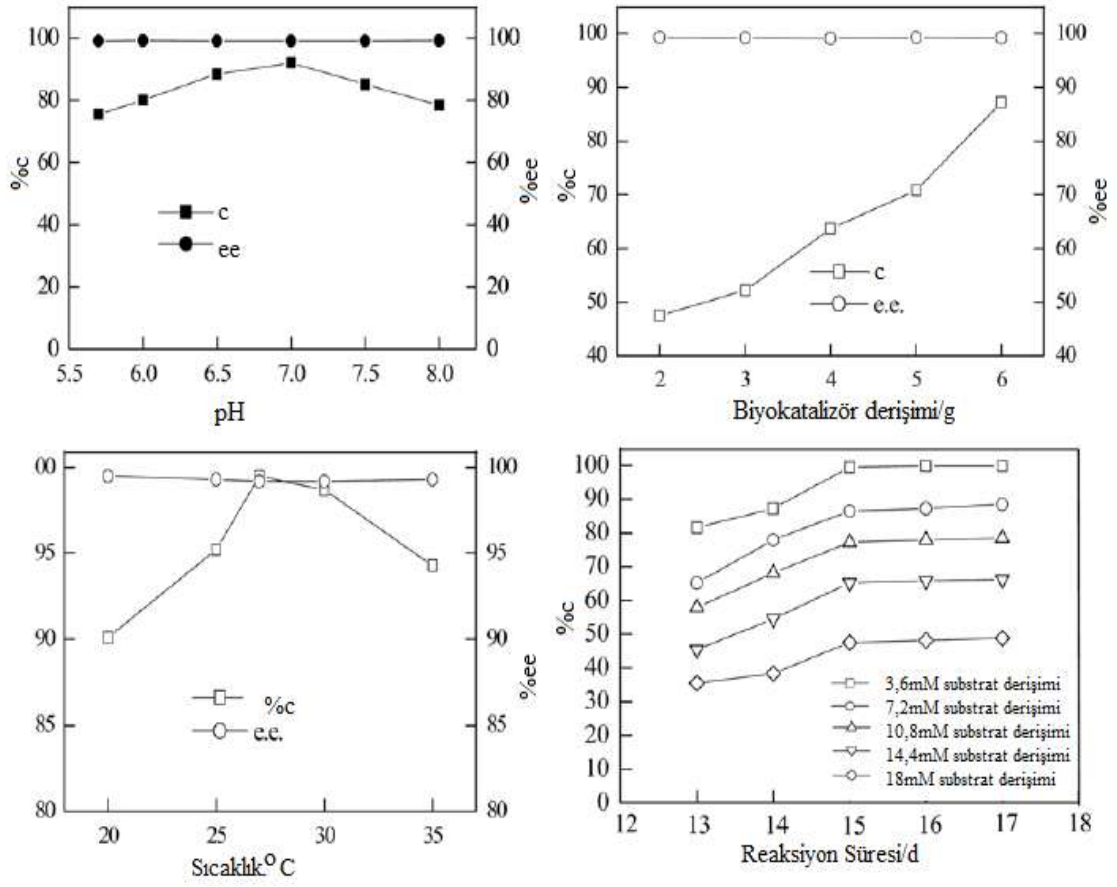 100
80
60
40
20
0
%c
c
ee
5.5 6.0 6.5 7.0 7.5 8.0
pH
100
80
60
40
20
0
%ee
100
90
80
70
60
50
40
%c
c
e.e.
2 3 4 5 6
Biyokatalizör derişimi/g
100
90
80
70
60
50
40
%ee
00
95
90
85
80
%c
%c
e.e.
20 25 30 35
Sıcaklık.O C
100
95
90
85
80
%ee
100
90
80
70
60
50
40
30
20
10
0
%c
3,6mM substrat derişimi
7,2mM substrat derişimi
10,8mM substrat derişimi
14,4mM substrat derişimi
18mM substrat derişimi
12 13 14 15 16 17 18
Reaksiyon Süresi/d